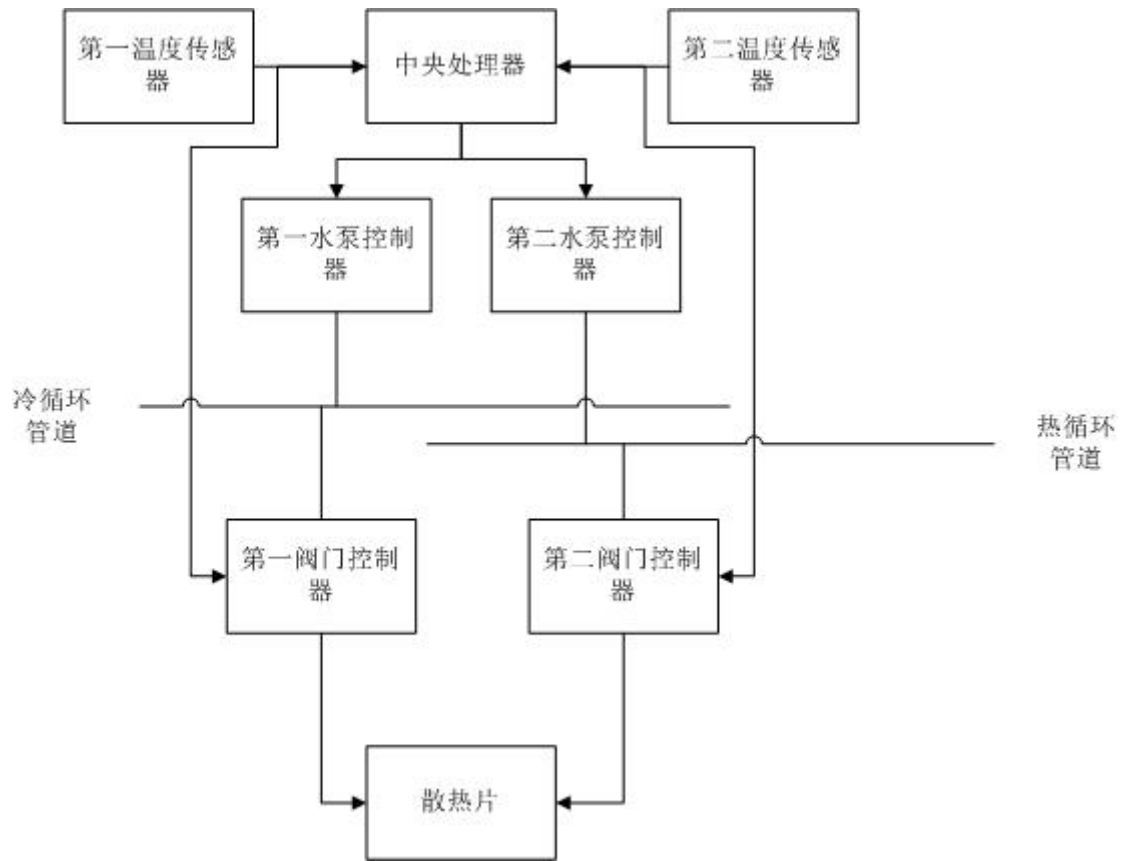 第一温度传感
器
中央处理器
第二温度传感
器
第一水泵控制
器
第二水泵控制
器
冷循环
管道
热循环
管道
第一阀门控制
器
第二阀门控制
器
散热片